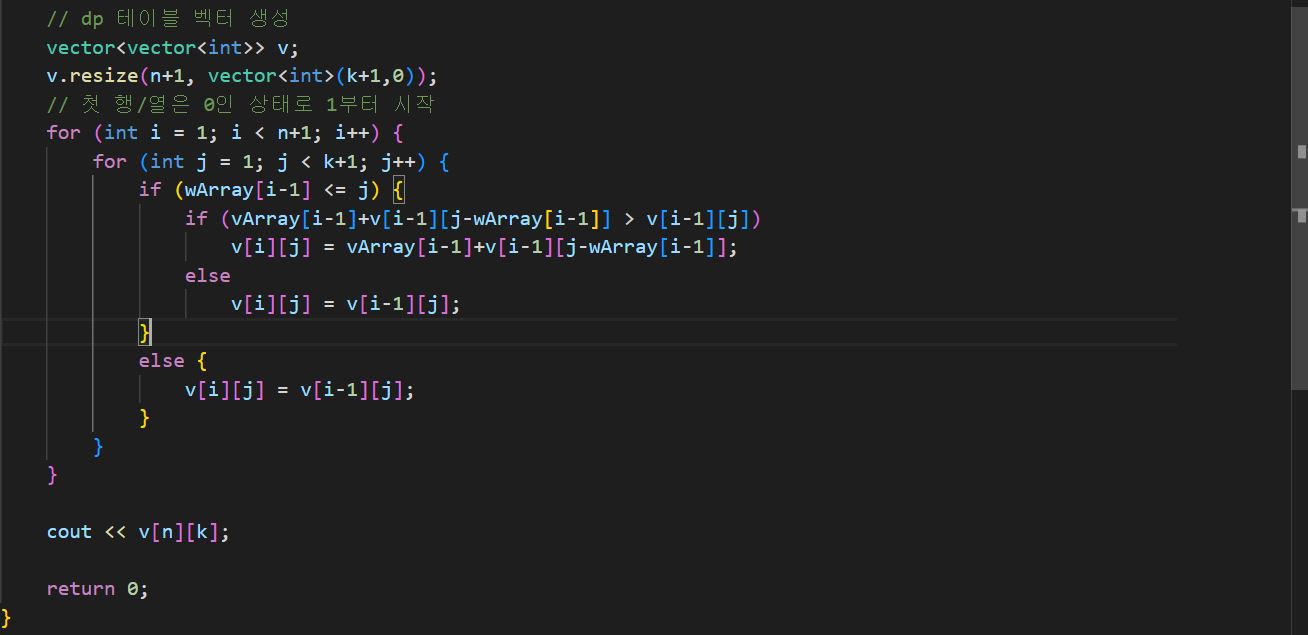 // dp 테이블 벡터 생성
vector<vector<int>> v;
v.resize(n+1, vector<int>(k+1,0));
// 첫 행/열은 0인 상태로 1부터 시작
for (int i = 1; i < n+1; i++) {
for (int j = 1; j < k+1; j++) {
if (wArray[i-1] <= j) {
if (vArray[i-1]+v[i-1][j-wArray[i-1]] > v[i-1][j])
v[i][j] = vArray[i-1]+v[i-1][j-wArray[i-1]];
else
v[i][j] = v[i-1][j];
}
else {
v[i][j] = v[i-1][j];
}
}
}
cout << v[n][k];
return 0;
}